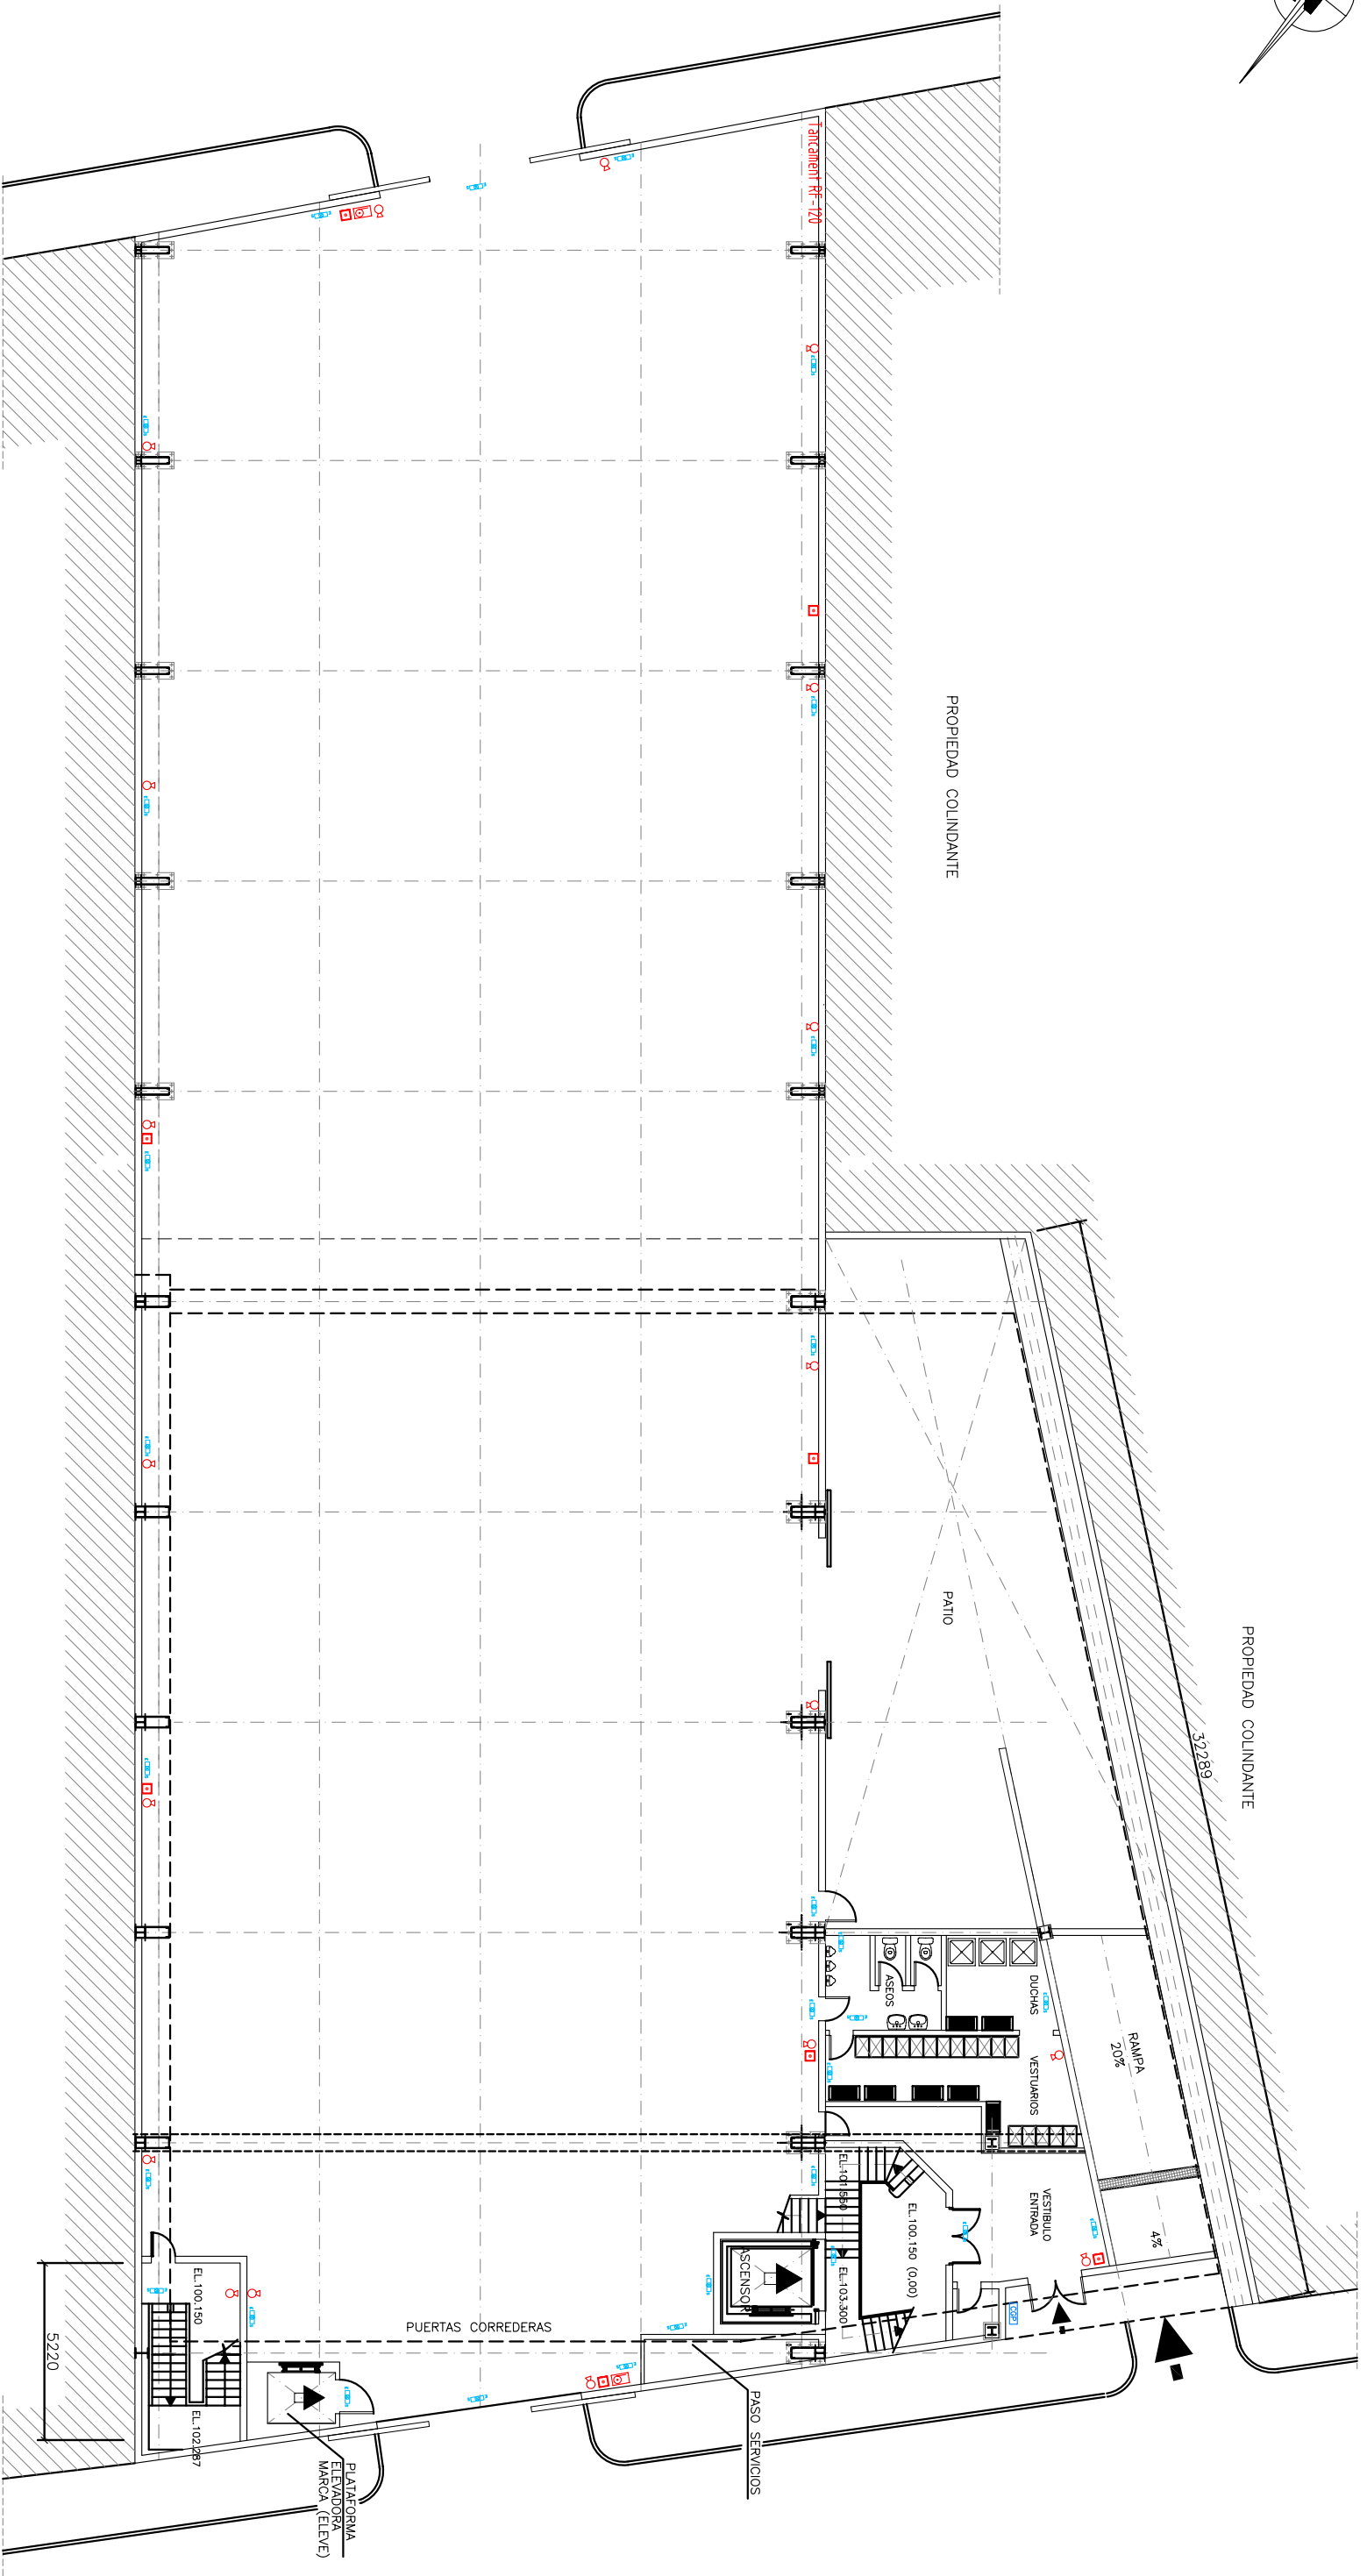 Tancament RF-120
PROPIEDAD COLINDANTE
PROPIEDAD COLINDANTE
32289
PATIO
DUCHAS
ASEOS
RAMPA
20%
VESTUARIOS
VESTIBULO
ENTRADA
4%
EL.101.550
EL.100.150 (0,00)
EL.103.300
CGP
ASCENSOR
PUERTAS CORREDERAS
PASO SERVICIOS
EL.100.150
EL.102.287
5220
PLATAFORMA
ELEVADORA
MARCA (ELEVE)